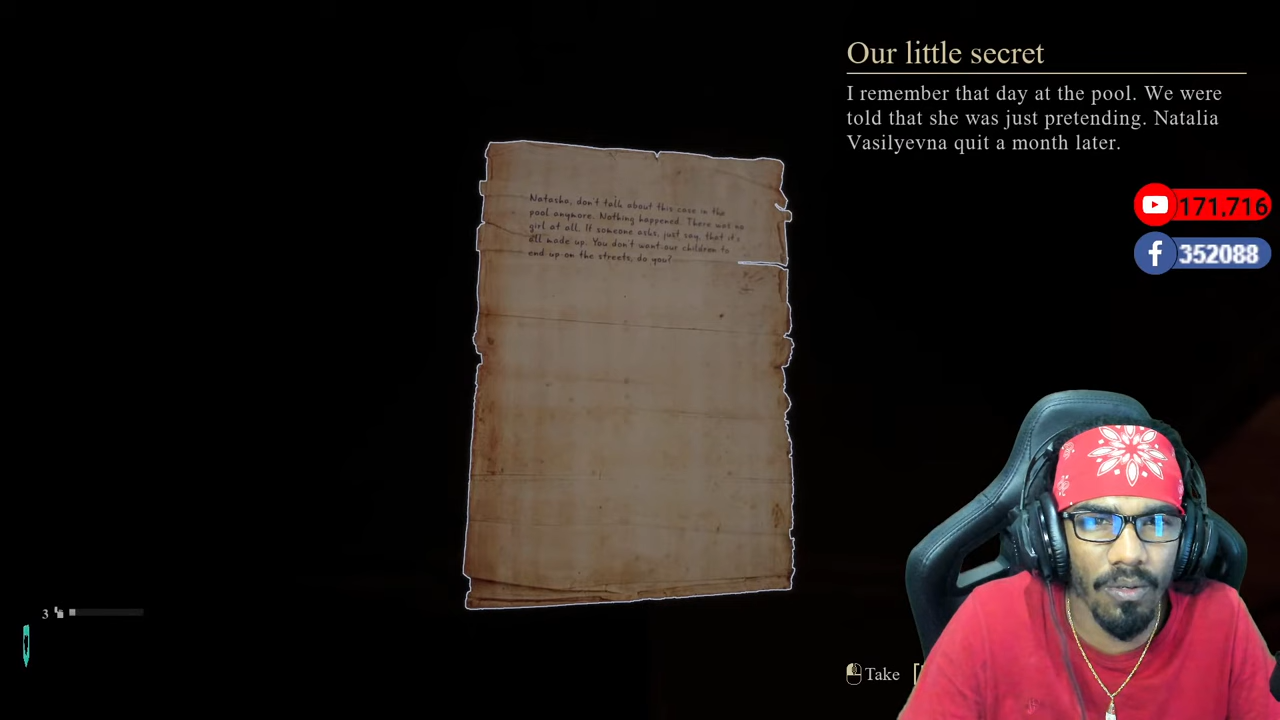 Our little secret
I remember that day at the pool. We were
told that she was just pretending. Natalia
Vasilyevna quit a month later.
Natasha, don't talk about this case in the
pool anymore. Nothing happened. There was no
girl at all. If someone asks, just say, that it's
all made up. You don't want our children to
end up on the streets, do you?
171,716
f 352088
3
Take [